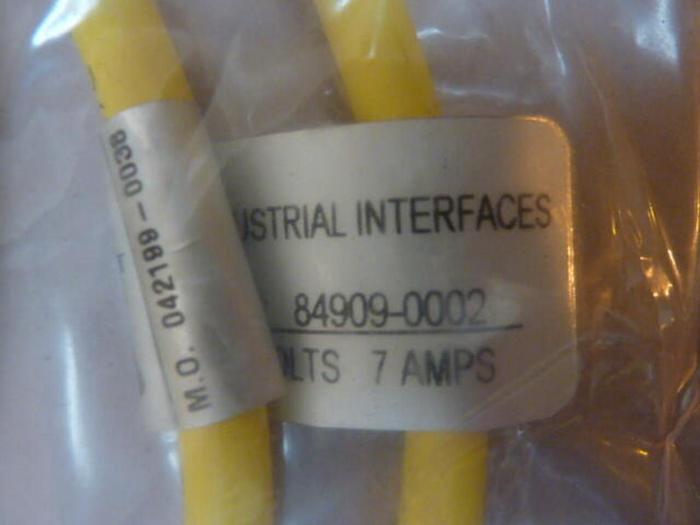 M.O. 042199-0038
USTRIAL INTERFACES
84909-0002
OLTS 7 AMPS